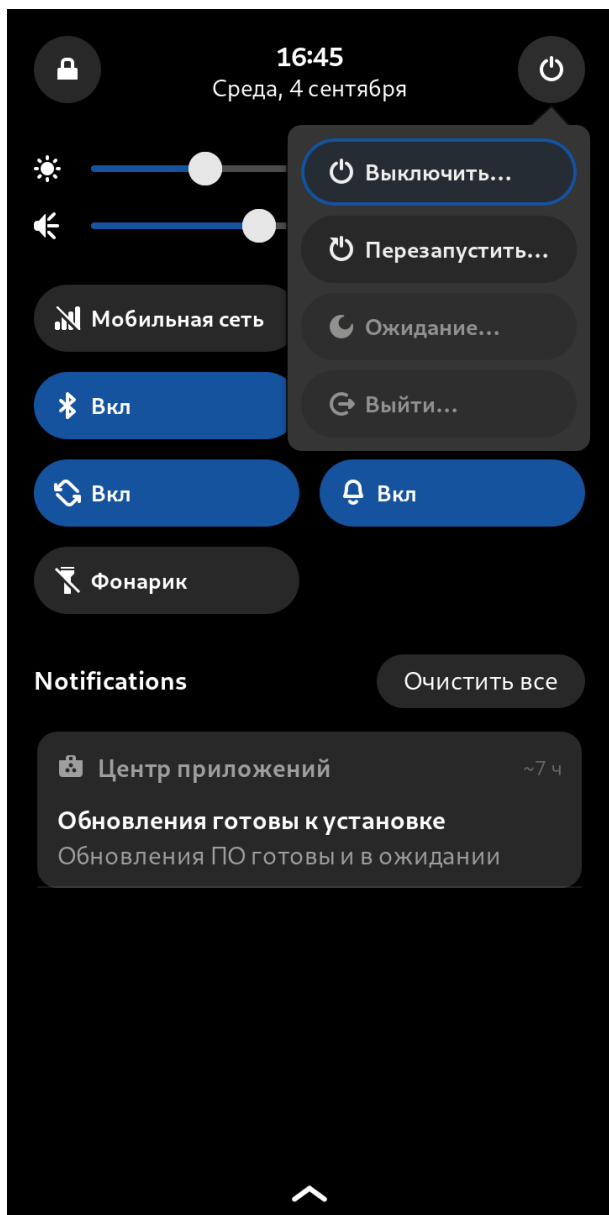 16:45
Среда, 4 сентября
Выключить...
Перезапустить...
Мобильная сеть
Ожидание...
Вкл
Выйти...
Вкл
Вкл
Фонарик
Notifications
Очистить все
Центр приложений
~7 ч
Обновления готовы к установке
Обновления ПО готовы и в ожидании